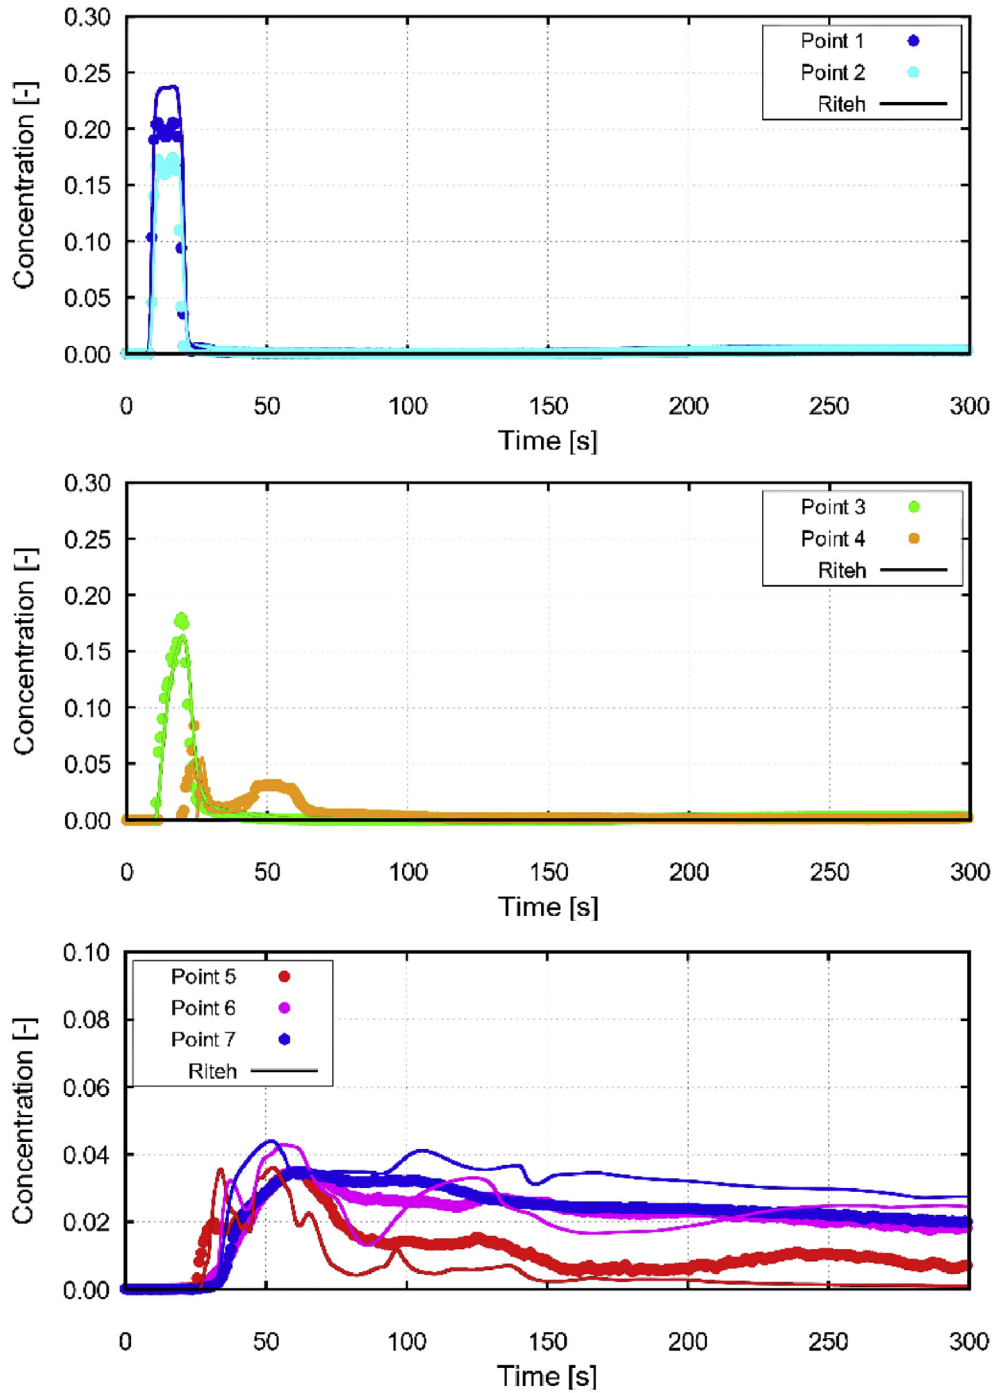 0.30
0.25
0.20
0.15
0.10
0.05
0.00
Concentration [-]
Point 1
Point 2
Riteh
0 50 100 150 200 250 300
Time [s]
0.30
0.25
0.20
0.15
0.10
0.05
0.00
Concentration [-]
Point 3
Point 4
Riteh
0 50 100 150 200 250 300
Time [s]
0.10
0.08
0.06
0.04
0.02
0.00
Concentration [-]
Point 5
Point 6
Point 7
Riteh
0 50 100 150 200 250 300
Time [s]